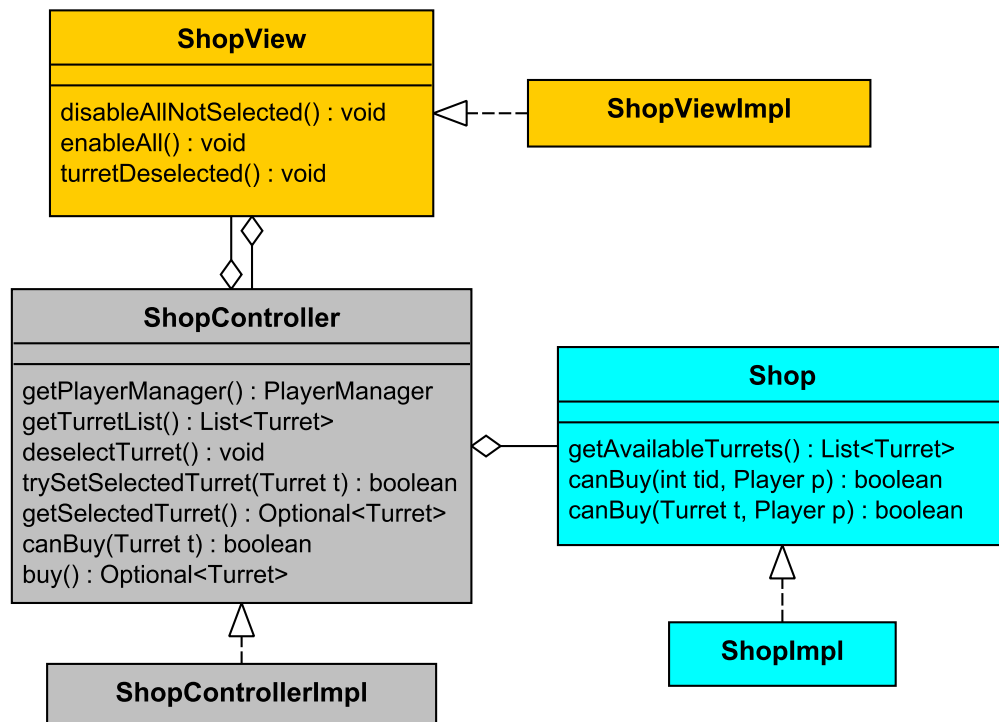 ShopView
disableAllNotSelected() : void
enableAll() : void
turretDeselected() : void
ShopViewImpl
ShopController
getPlayerManager() : PlayerManager
getTurretList() : List<Turret>
deselectTurret() : void
trySetSelectedTurret(Turret t) : boolean
getSelectedTurret() : Optional<Turret>
canBuy(Turret t) : boolean
buy() : Optional<Turret>
Shop
getAvailableTurrets() : List<Turret>
canBuy(int tid, Player p) : boolean
canBuy(Turret t, Player p) : boolean
ShopImpl
ShopControllerImpl